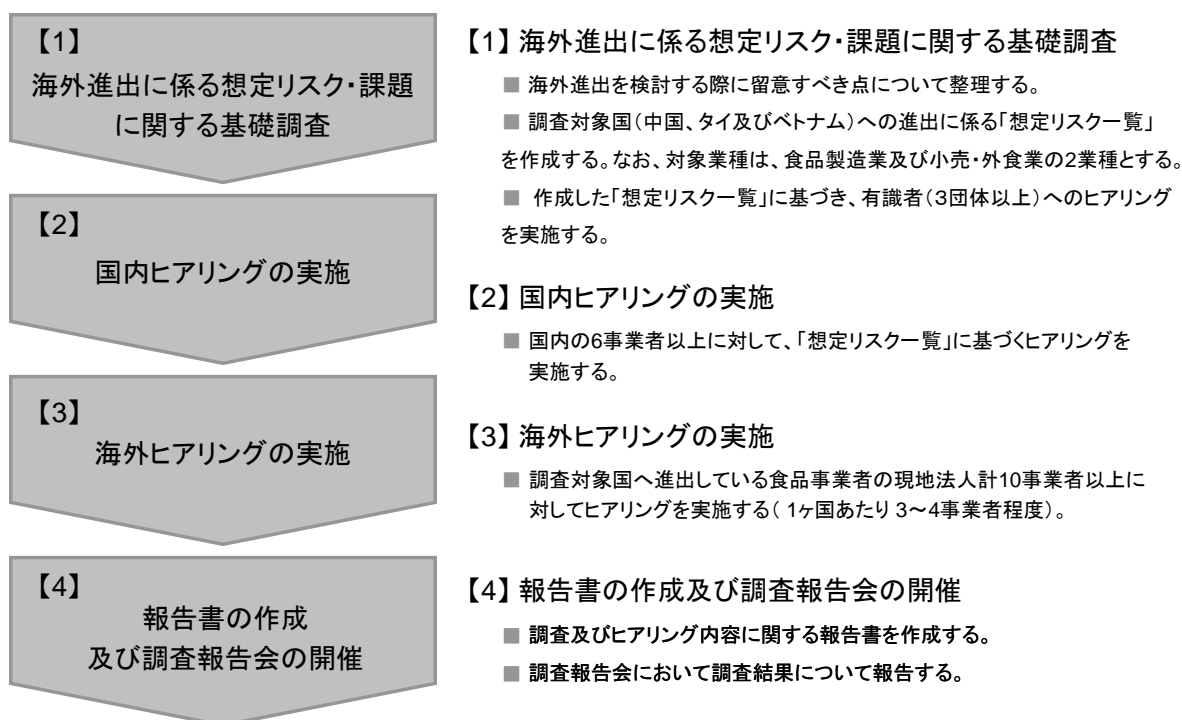 【1】
海外進出に係る想定リスク・課題
に関する基礎調査
【2】
国内ヒアリングの実施
【3】
海外ヒアリングの実施
【4】
報告書の作成
及び調査報告会の開催
【1】 海外進出に係る想定リスク・課題に関する基礎調査
■ 海外進出を検討する際に留意すべき点について整理する。
■ 調査対象国（中国、タイ及びベトナム）への進出に係る「想定リスク一覧」
を作成する。なお、対象業種は、食品製造業及び小売・外食業の2業種とする。
■ 作成した「想定リスク一覧」に基づき、有識者（3団体以上）へのヒアリング
を実施する。
【2】 国内ヒアリングの実施
■ 国内の6事業者以上に対して、「想定リスク一覧」に基づくヒアリングを
実施する。
【3】 海外ヒアリングの実施
■ 調査対象国へ進出している食品事業者の現地法人計10事業者以上に
対してヒアリングを実施する（ 1ヶ国あたり 3～4事業者程度）。
【4】 報告書の作成及び調査報告会の開催
■ 調査及びヒアリング内容に関する報告書を作成する。
■ 調査報告会において調査結果について報告する。